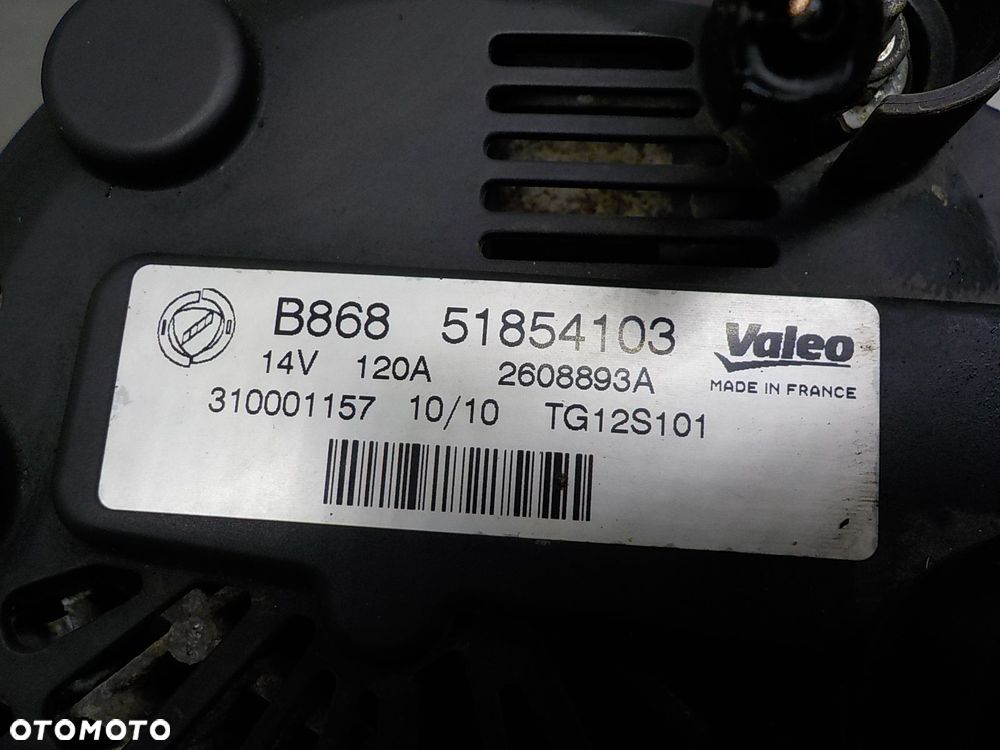 B868 51854103 Valeo
14V 120A 2608893A MADE IN FRANCE
310001157 10/10 TG12S101
OTOMOTO